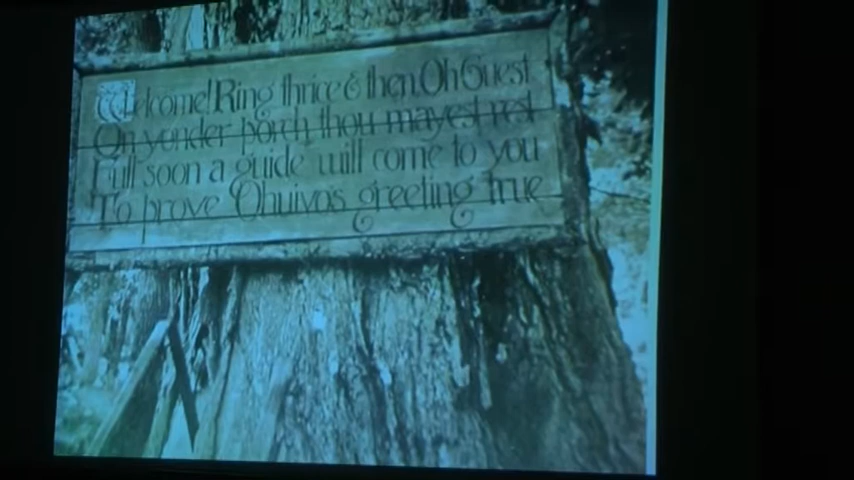 Welcome! Ring thrice & then Oh Guest
On yonder porch thou mayest rest
Full soon a guide will come to you
To prove Ohuivo's greeting true